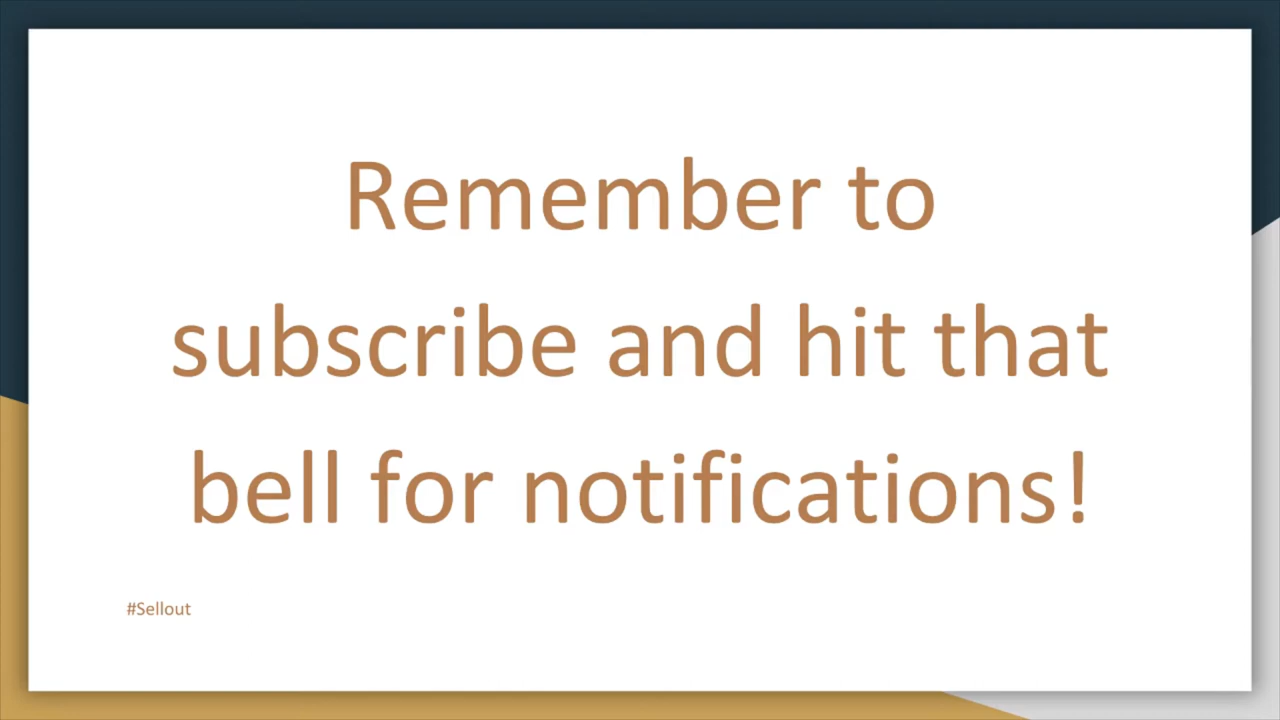 Remember to
subscribe and hit that
bell for notifications!
#Sellout